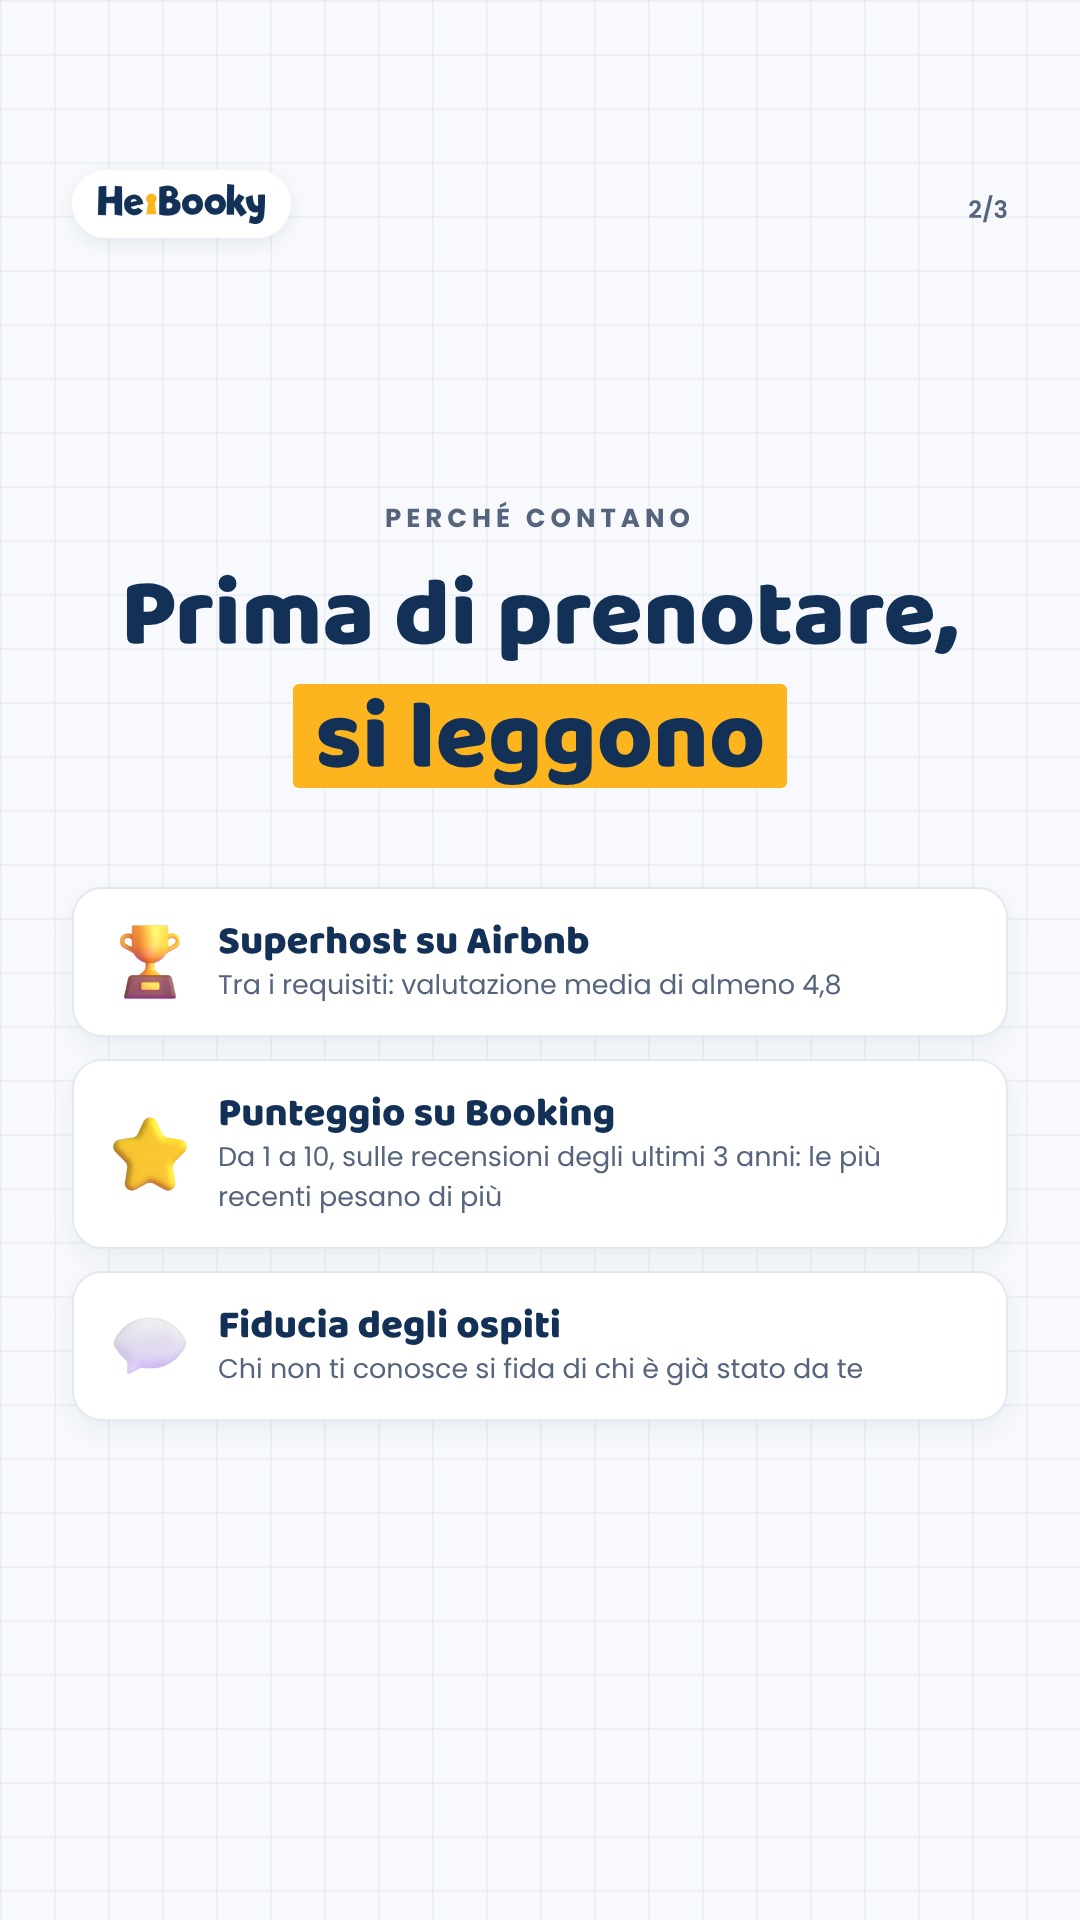 HeiBooky
2/3
PERCHÉ CONTANO
Prima di prenotare,
si leggono
Superhost su Airbnb
Tra i requisiti: valutazione media di almeno 4,8
Punteggio su Booking
Da 1 a 10, sulle recensioni degli ultimi 3 anni: le più
recenti pesano di più
Fiducia degli ospiti
Chi non ti conosce si fida di chi è già stato da te